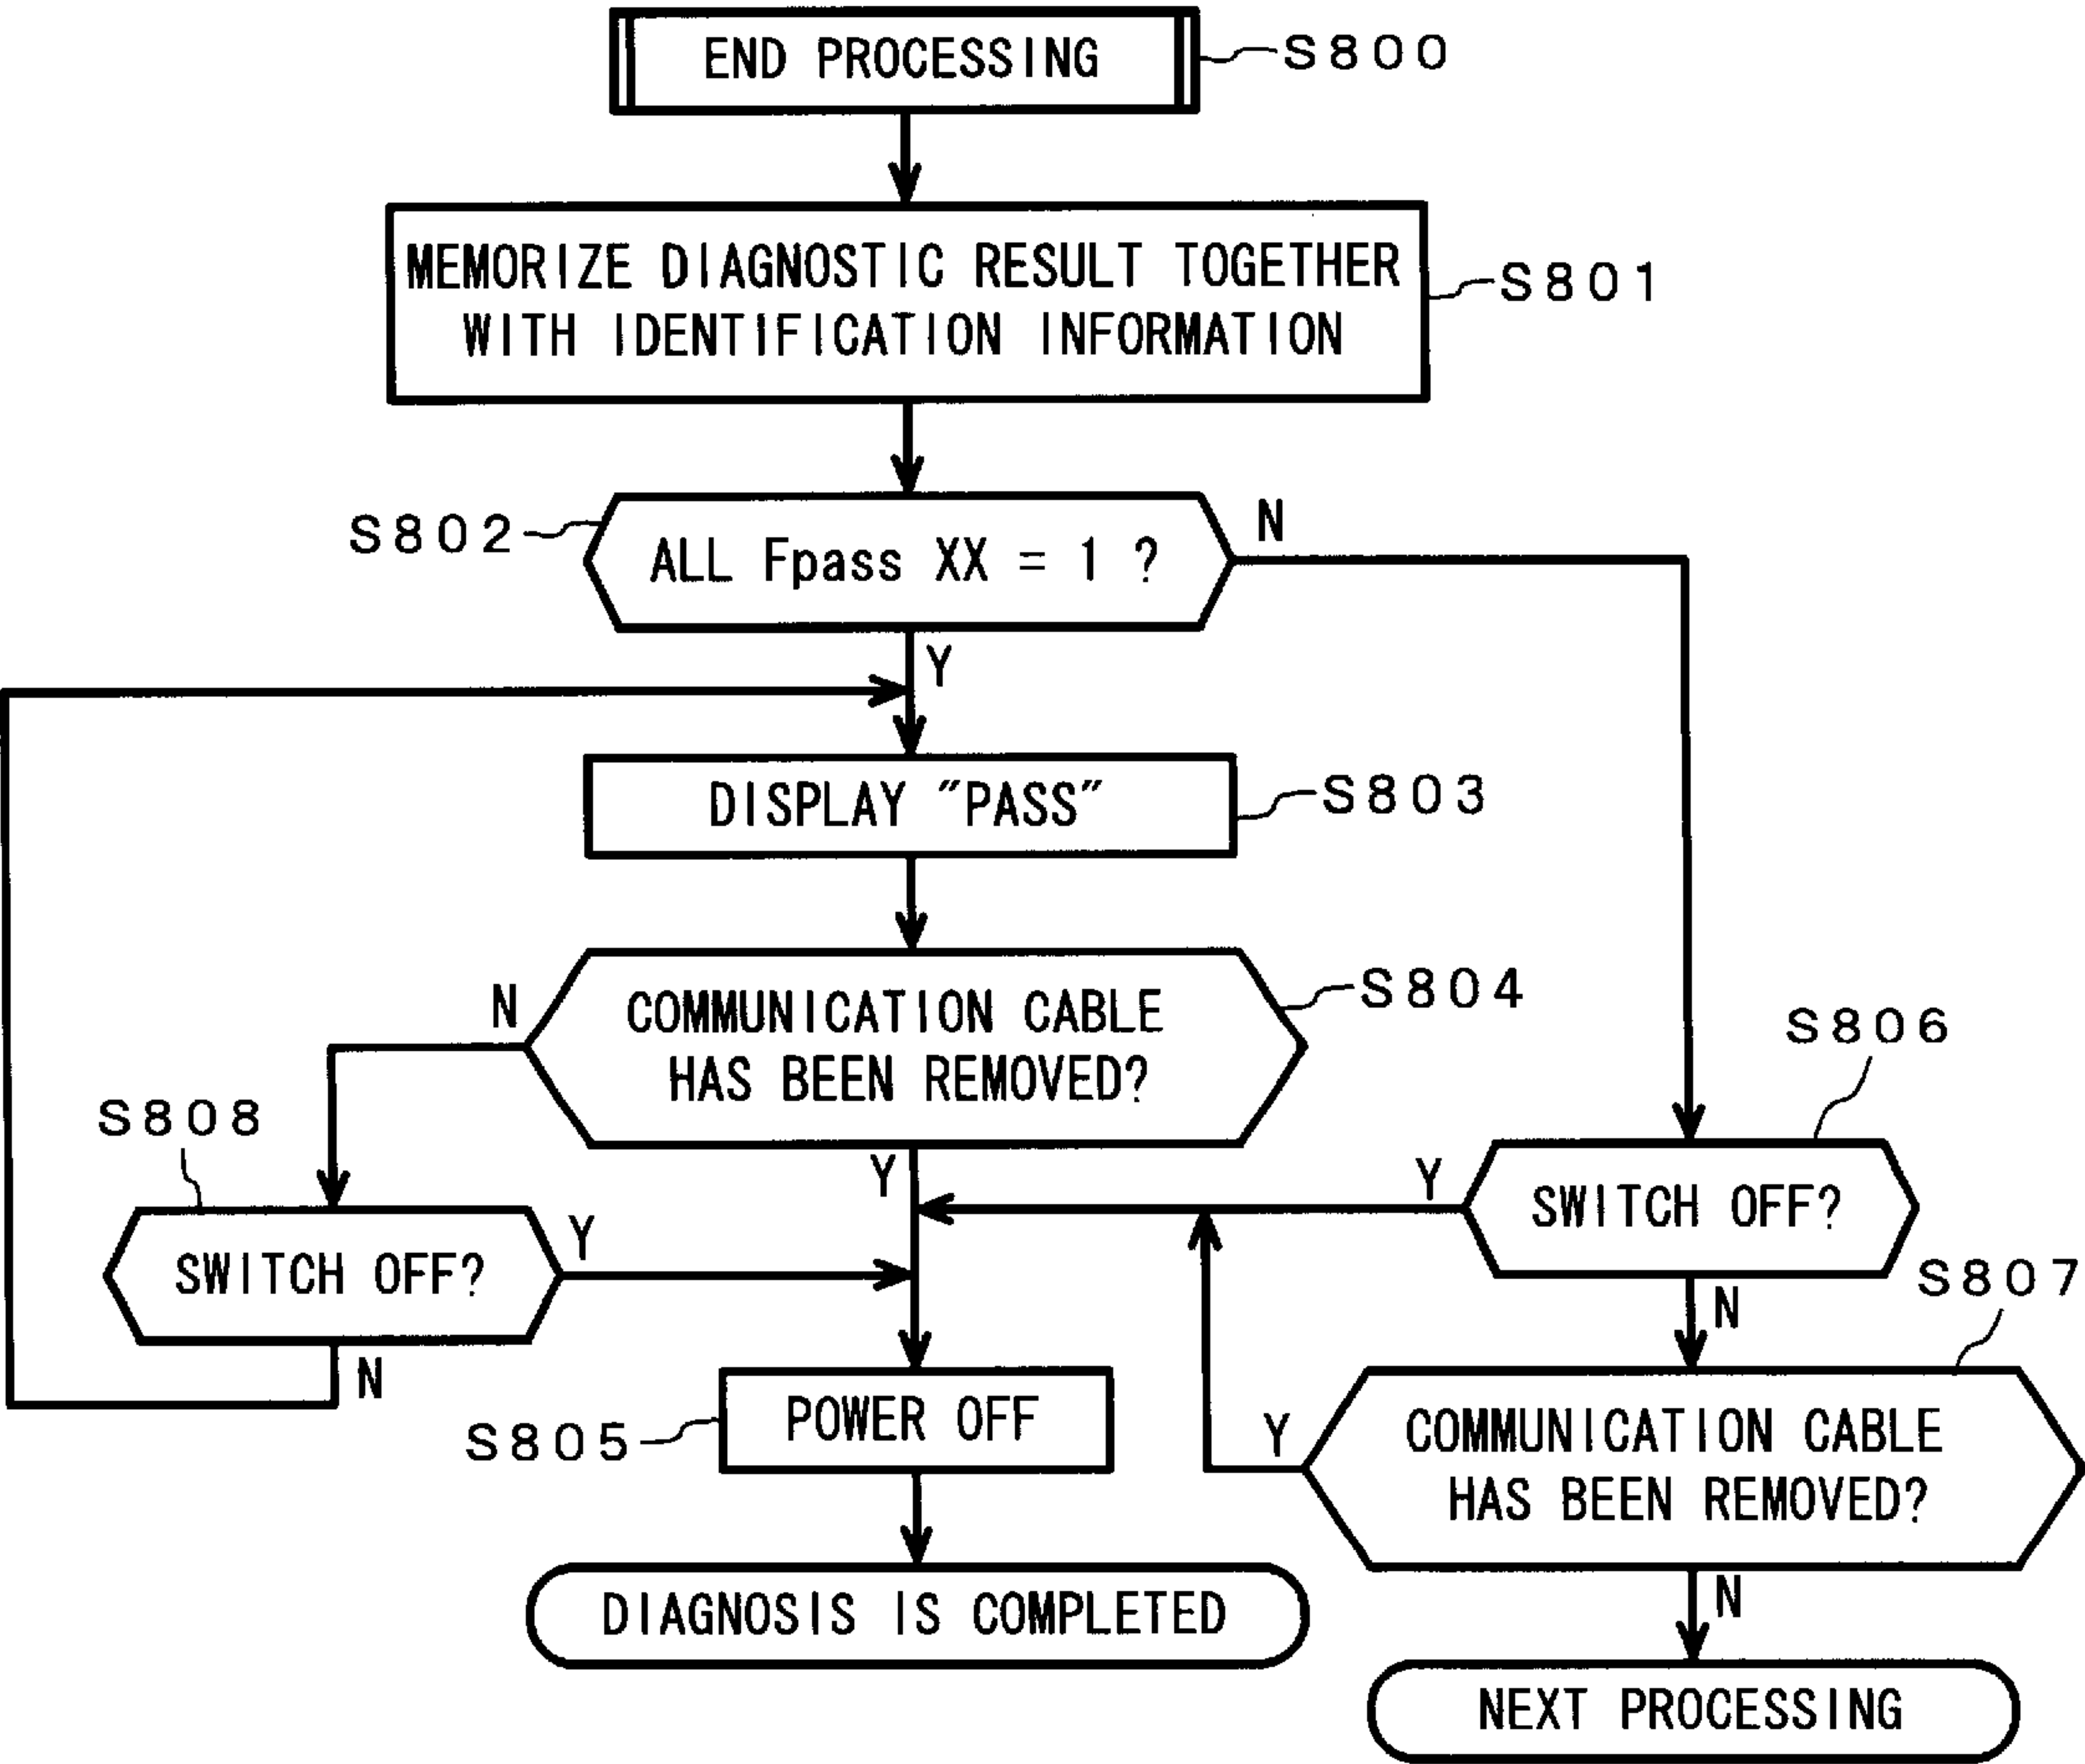 END PROCESSING
S800
MEMORIZE DIAGNOSTIC RESULT TOGETHER
WITH IDENTIFICATION INFORMATION
S801
S802
ALL Fpass XX = 1 ?
N
Y
DISPLAY "PASS"
S803
N
COMMUNICATION CABLE
HAS BEEN REMOVED?
S804
S806
S808
Y
Y
SWITCH OFF?
SWITCH OFF?
Y
S807
N
N
POWER OFF
S805
Y
COMMUNICATION CABLE
HAS BEEN REMOVED?
N
DIAGNOSIS IS COMPLETED
NEXT PROCESSING